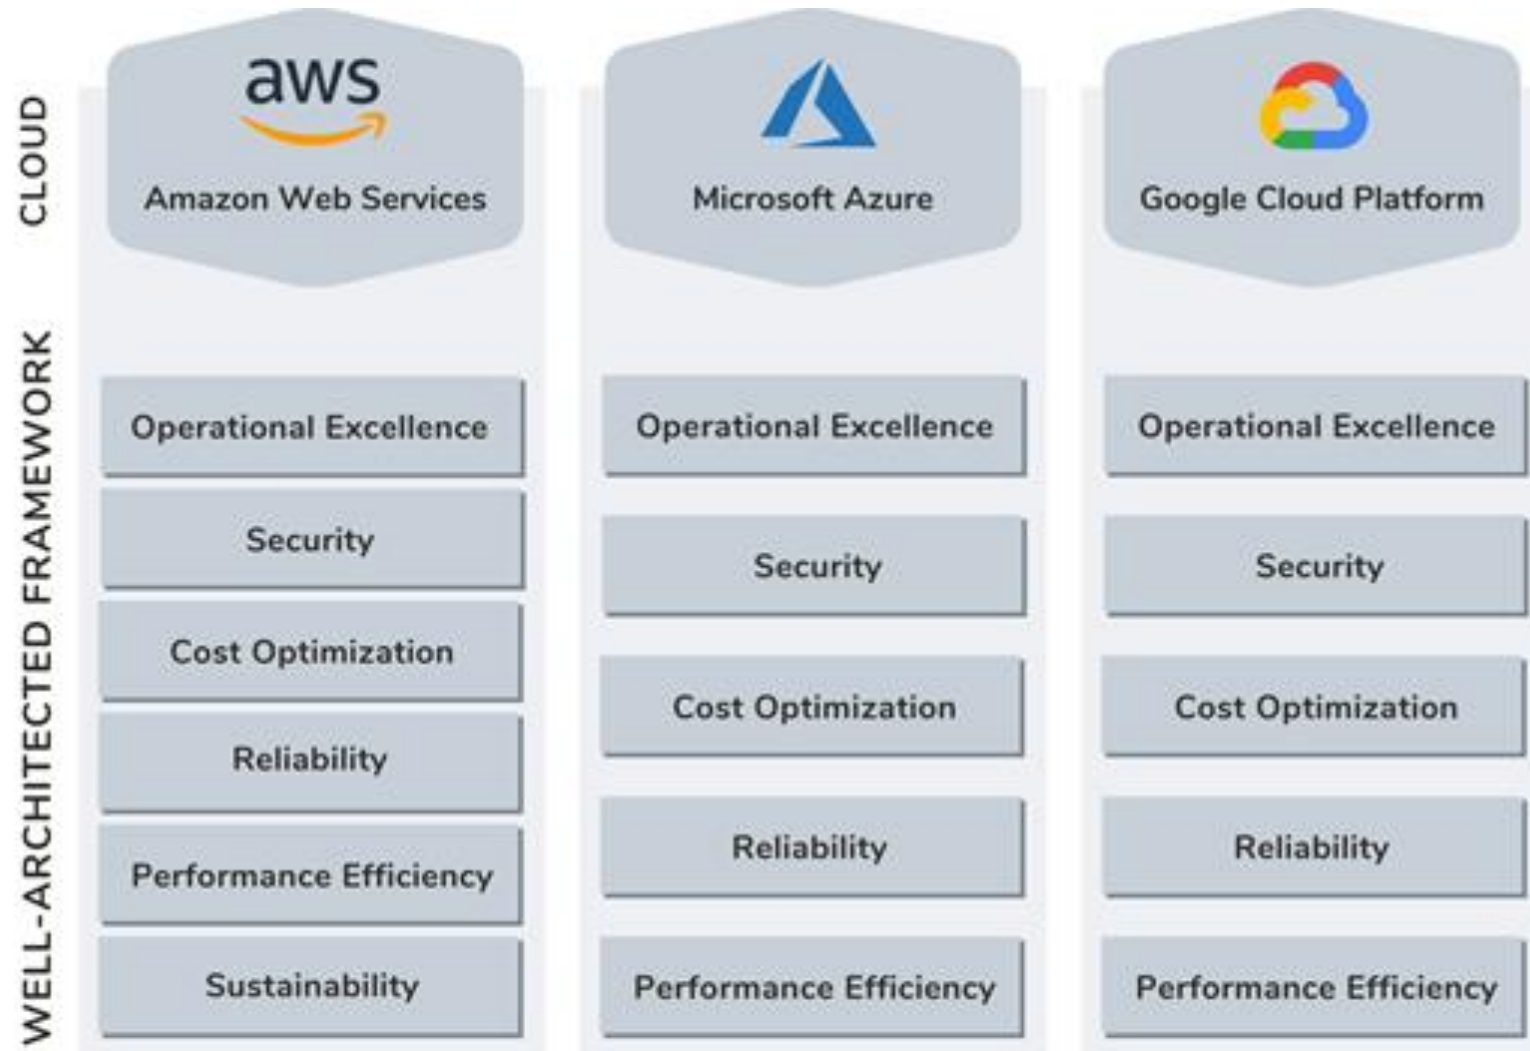 CLOUD
aws
Amazon Web Services
Microsoft Azure
Google Cloud Platform
WELL-ARCHITECTED FRAMEWORK
Operational Excellence
Security
Cost Optimization
Reliability
Performance Efficiency
Sustainability
Operational Excellence
Security
Cost Optimization
Reliability
Performance Efficiency
Operational Excellence
Security
Cost Optimization
Reliability
Performance Efficiency